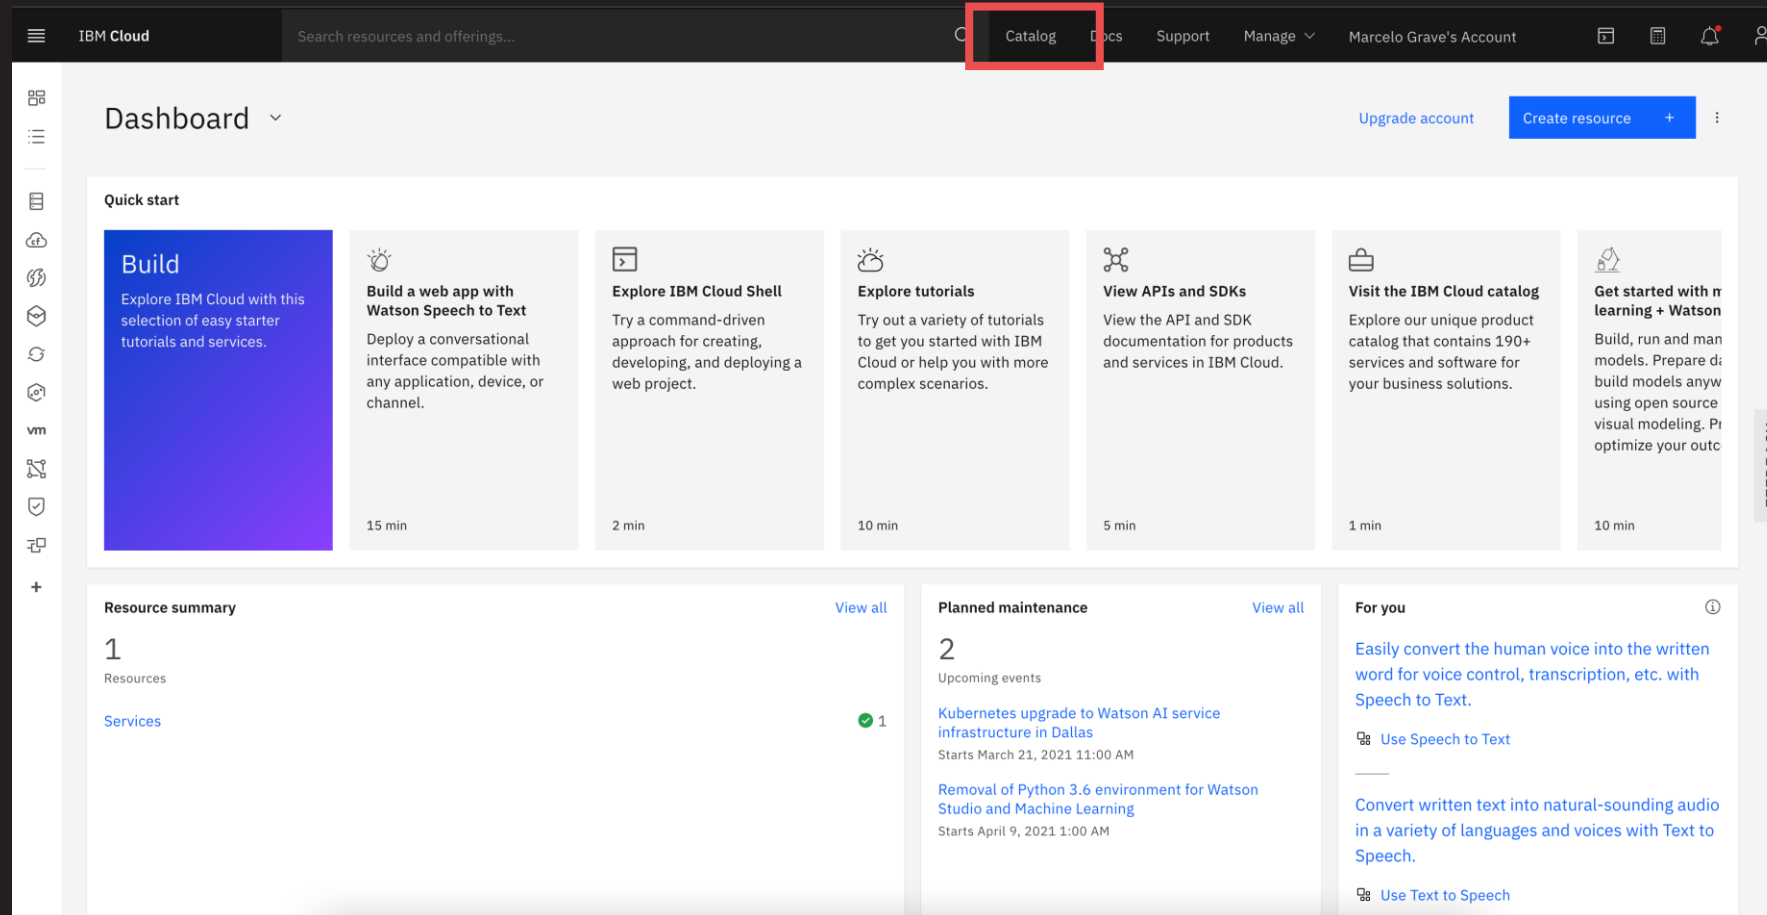 IBM Cloud
Search resources and offerings...
Catalog
Docs
Support
Manage
Marcelo Grave's Account
Dashboard
Upgrade account
Create resource +
Quick start
Build
Explore IBM Cloud with this
selection of easy starter
tutorials and services.
Build a web app with
Watson Speech to Text
Deploy a conversational
interface compatible with
any application, device, or
channel.
15 min
Explore IBM Cloud Shell
Try a command-driven
approach for creating,
developing, and deploying a
web project.
2 min
Explore tutorials
Try out a variety of tutorials
to get you started with IBM
Cloud or help you with more
complex scenarios.
10 min
View APIs and SDKs
View the API and SDK
documentation for products
and services in IBM Cloud.
5 min
Visit the IBM Cloud catalog
Explore our unique product
catalog that contains 190+
services and software for
your business solutions.
1 min
Get started with
learning + Watson
Build, run and
models. Prepare
build models
using open source
visual modeling.
optimize your
10 min
cf
vm
Resource summary
View all
1
Resources
Services
1
Planned maintenance
View all
2
Upcoming events
Kubernetes upgrade to Watson AI service
infrastructure in Dallas
Starts March 21, 2021 11:00 AM
Removal of Python 3.6 environment for Watson
Studio and Machine Learning
Starts April 9, 2021 1:00 AM
For you
Easily convert the human voice into the written
word for voice control, transcription, etc. with
Speech to Text.
Use Speech to Text
Convert written text into natural-sounding audio
in a variety of languages and voices with Text to
Speech.
Use Text to Speech